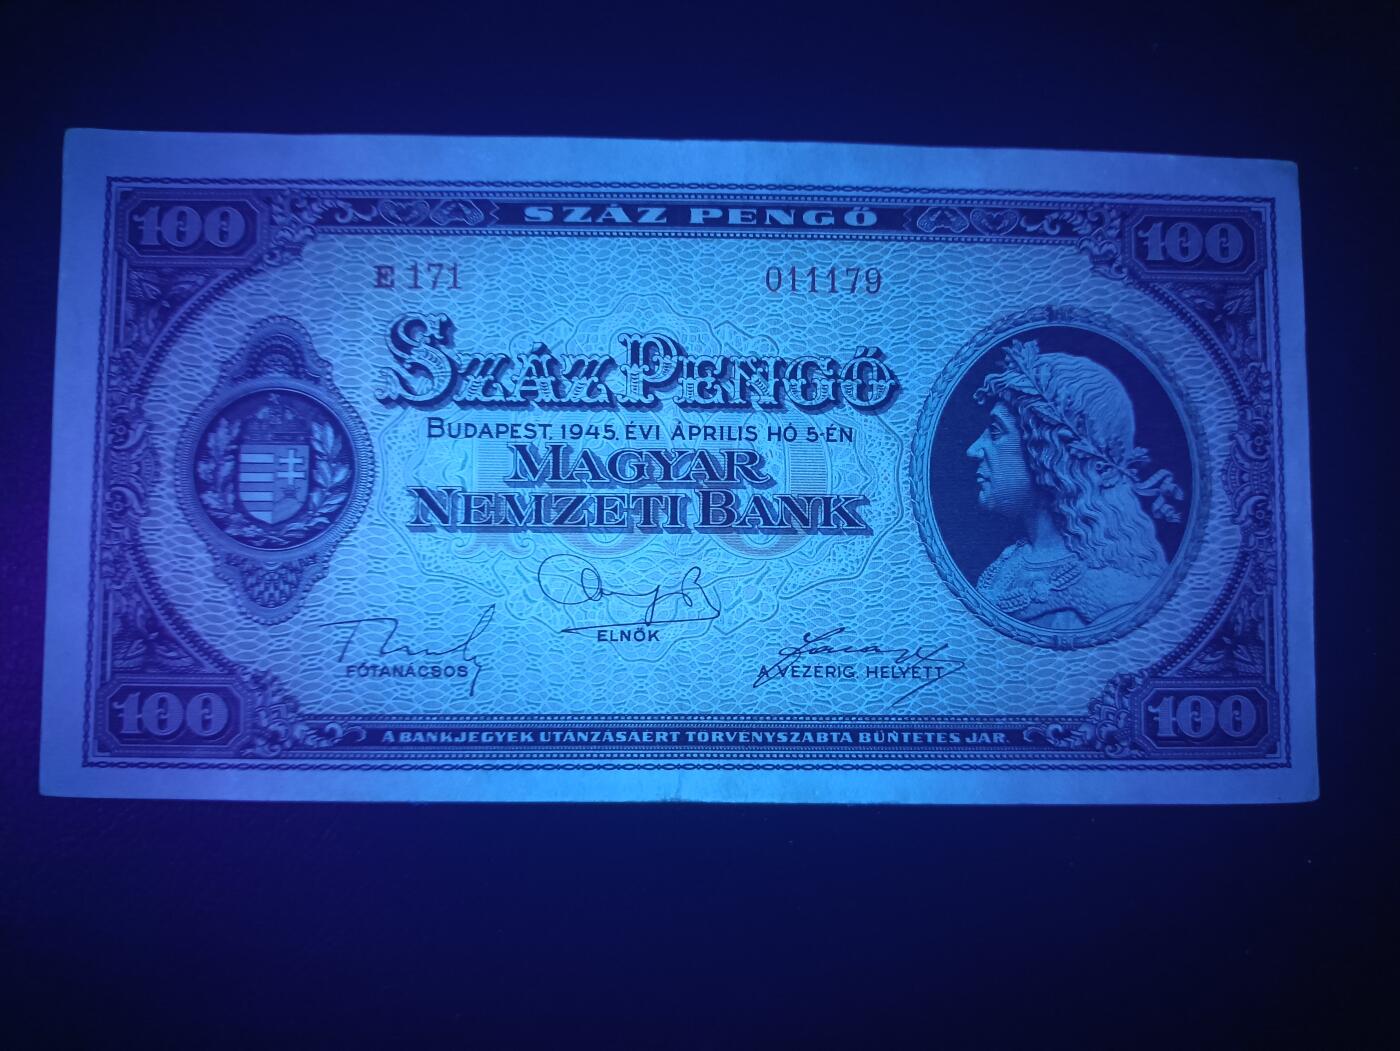 100 SZÁZ PENGŐ 100
E 171 011179
SZÁZ PENGŐ
BUDAPEST, 1945. ÉVI ÁPRILIS HÓ 5-ÉN
MAGYAR
NEMZETI BANK
ELNÖK
FŐTANÁCSOS A VEZÉRIG. HELYETT
100 A BANKJEGYEK UTÁNZÁSÁÉRT TÖRVÉNYSZABTA BÜNTETÉS JÁR. 100